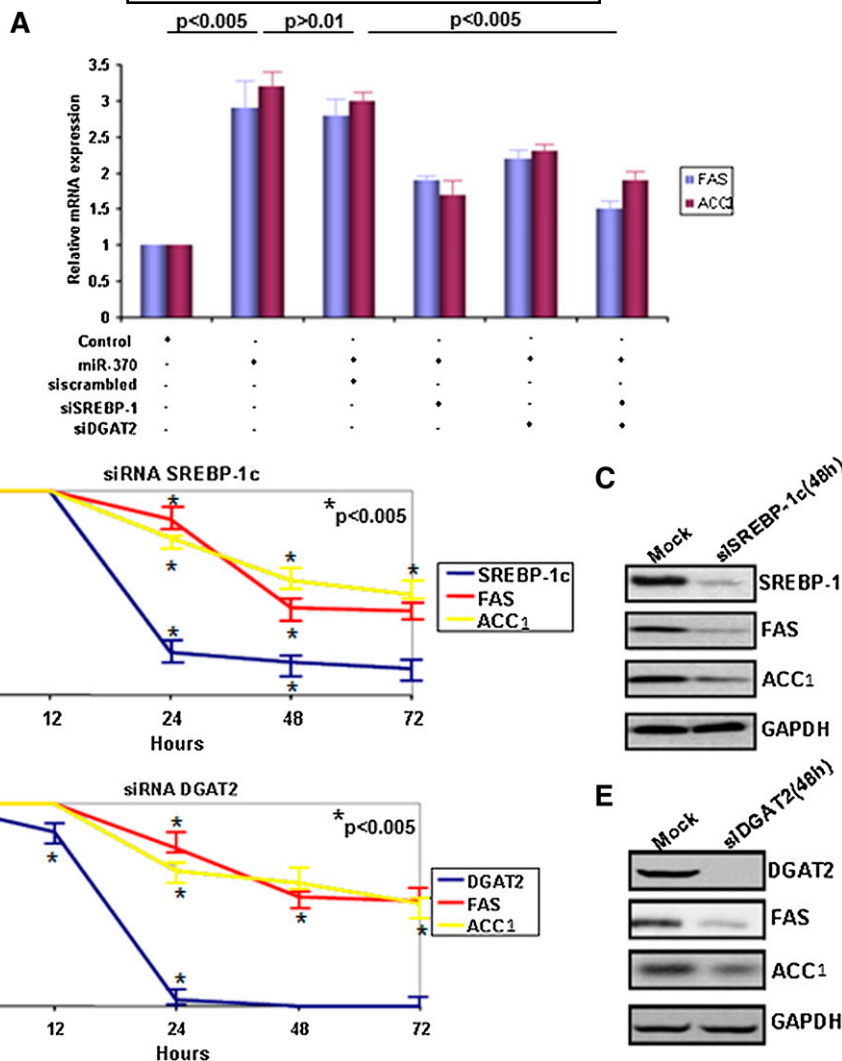 A
p<0.005 p>0.01 p<0.005
3.5
3
2.5
2
1.5
1
0.5
0
Relative mRNA expression
FAS
ACC1
Control + - - - - -
miR-370 - + + + + +
siscrambled - - + - - -
siSREBP-1 - - - + - +
siDGAT2 - - - - + +
siRNA SREBP-1c
*p<0.005
* * * * * * *
SREBP-1c
FAS
ACC1
12 24 48 72
Hours
C
Mock siSREBP-1c(48h)
SREBP-1
FAS
ACC1
GAPDH
siRNA DGAT2
*p<0.005
* * * * * *
DGAT2
FAS
ACC1
12 24 48 72
Hours
E
Mock siDGAT2(48h)
DGAT2
FAS
ACC1
GAPDH